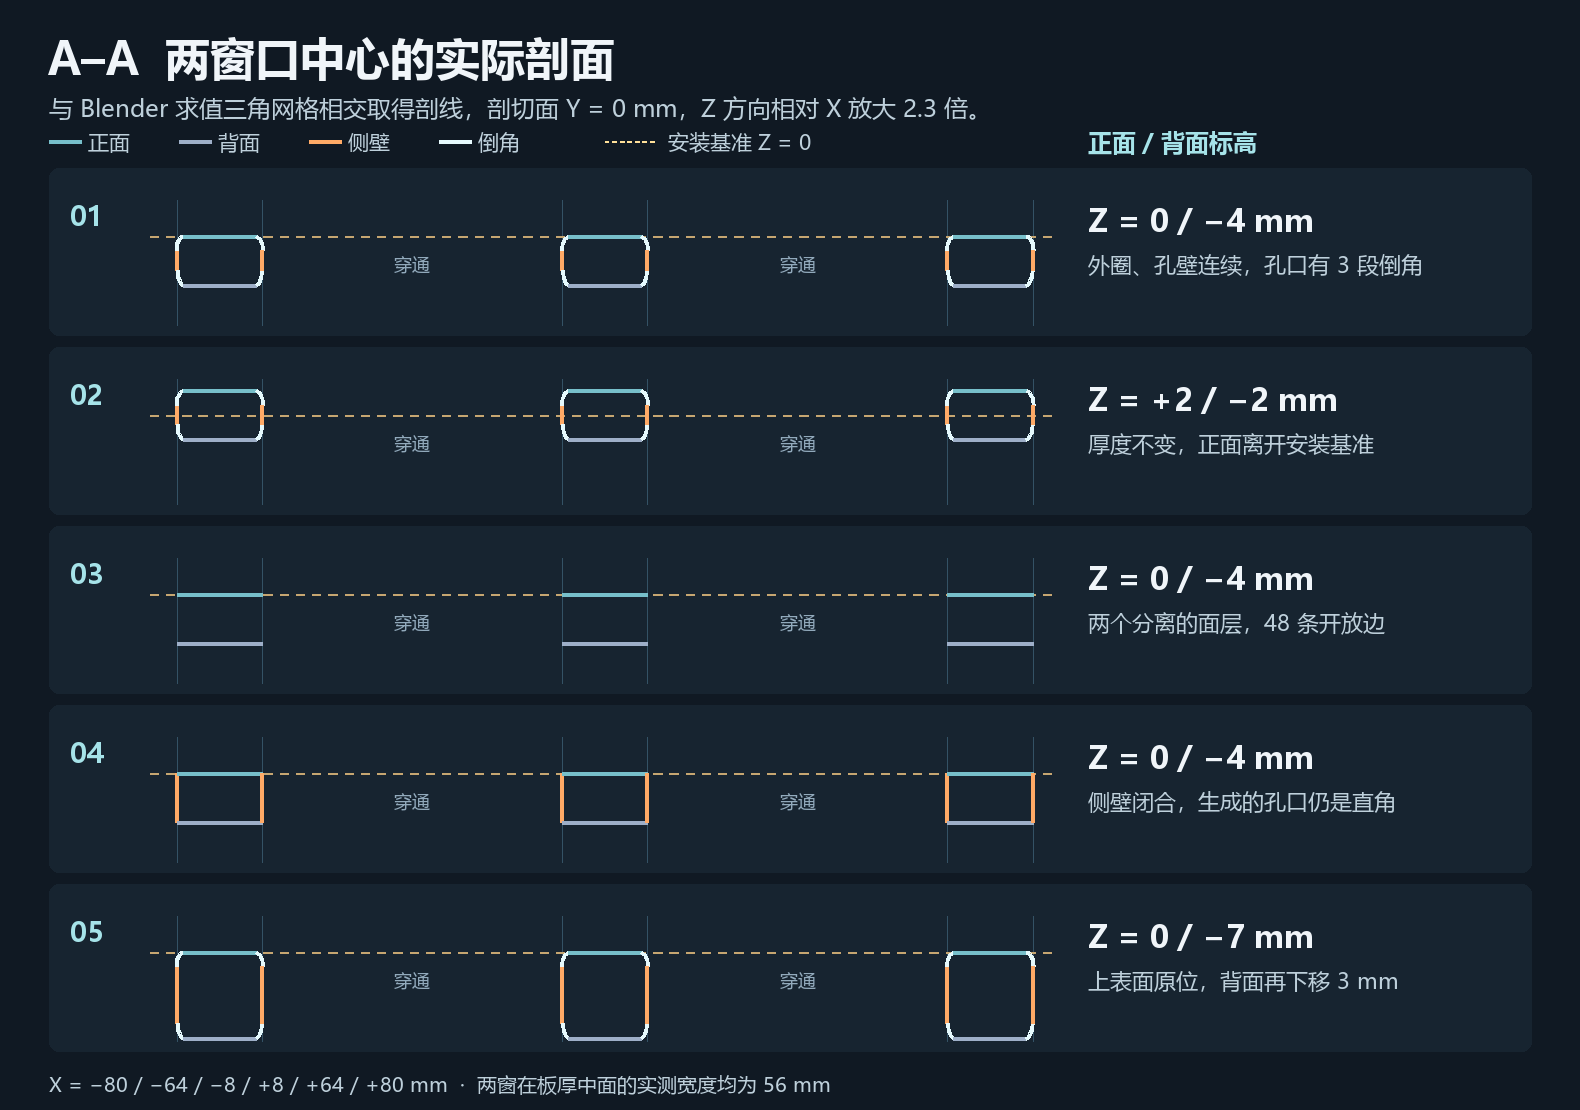 A–A 两窗口中心的实际剖面
与 Blender 求值三角网格相交取得剖线，剖切面 Y = 0 mm，Z 方向相对 X 放大 2.3 倍。
正面 背面 侧壁 倒角 安装基准 Z = 0
正面 / 背面标高
01
穿通 穿通
Z = 0 / −4 mm
外圈、孔壁连续，孔口有 3 段倒角
02
穿通 穿通
Z = +2 / −2 mm
厚度不变，正面离开安装基准
03
穿通 穿通
Z = 0 / −4 mm
两个分离的面层，48 条开放边
04
穿通 穿通
Z = 0 / −4 mm
侧壁闭合，生成的孔口仍是直角
05
穿通 穿通
Z = 0 / −7 mm
上表面原位，背面再下移 3 mm
X = −80 / −64 / −8 / +8 / +64 / +80 mm · 两窗在板厚中面的实测宽度均为 56 mm